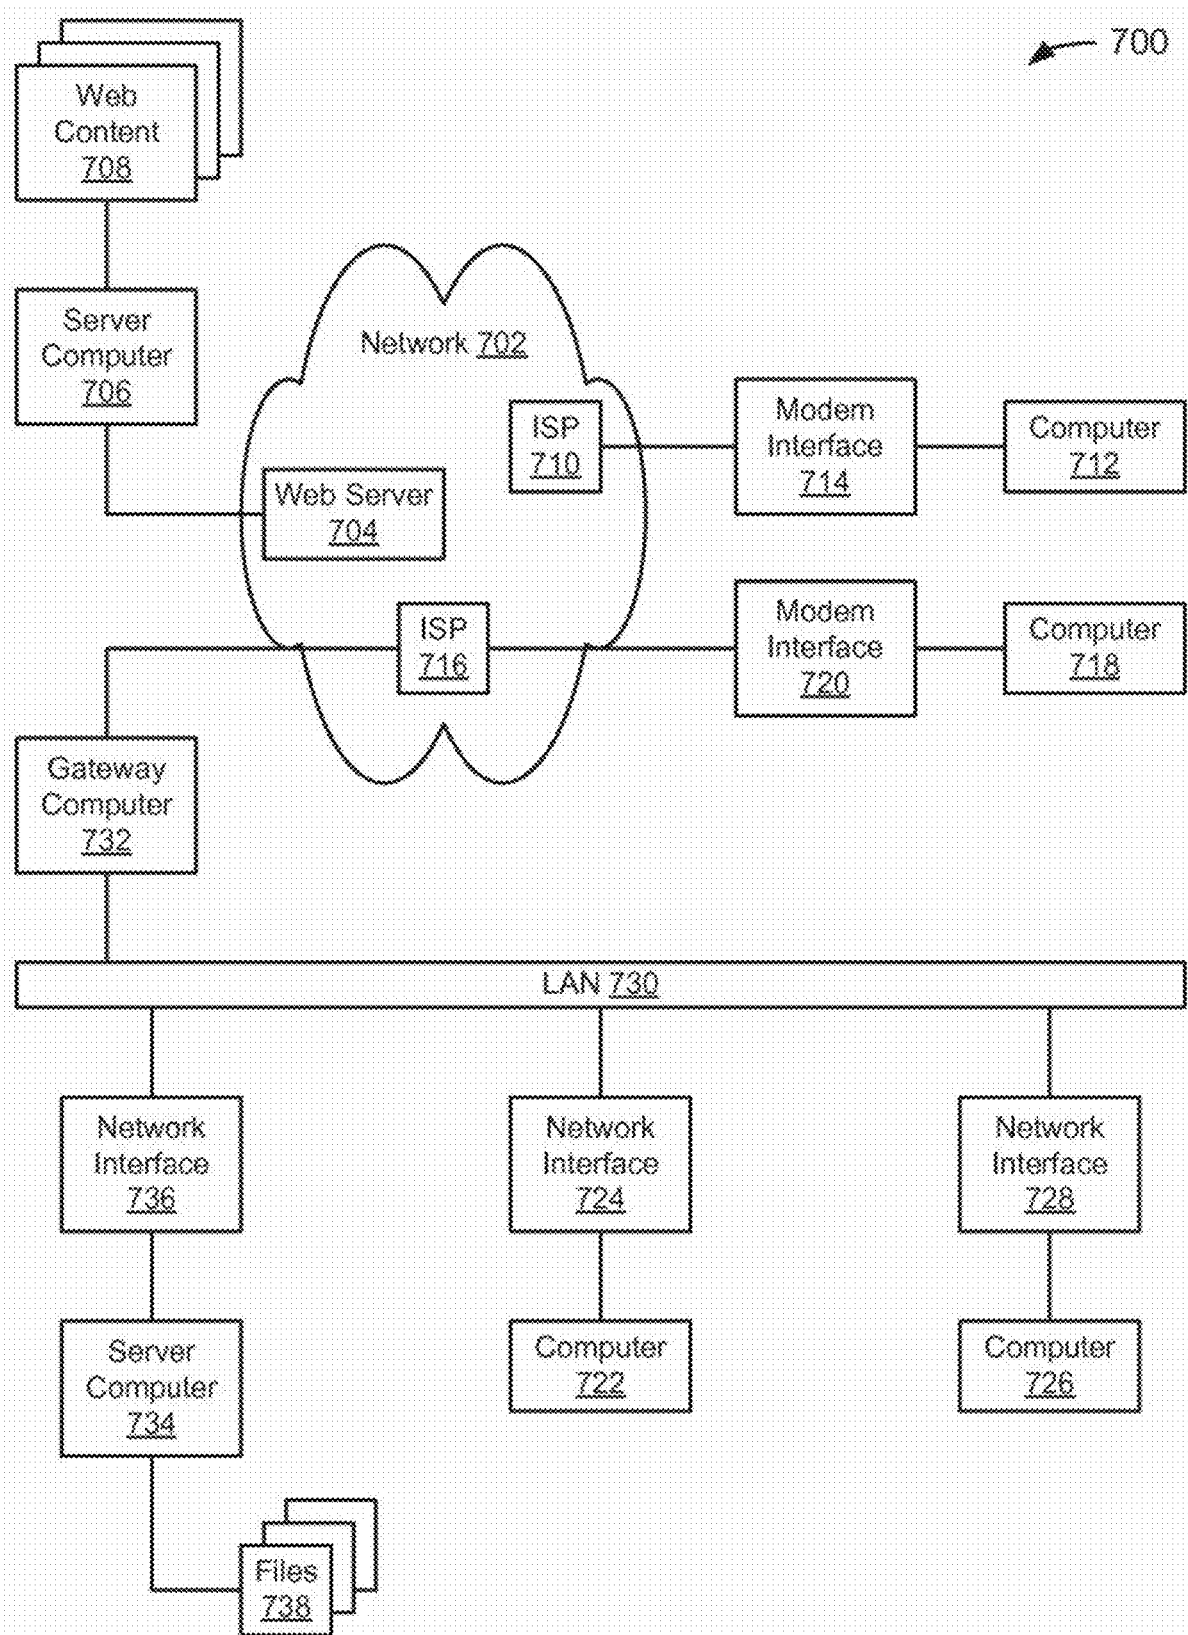 700
Web
Content
708
Server
Computer
706
Network 702
ISP
710
Modem
Interface
714
Computer
712
Web Server
704
ISP
716
Modem
Interface
720
Computer
718
Gateway
Computer
732
LAN 730
Network
Interface
736
Network
Interface
724
Network
Interface
728
Server
Computer
734
Computer
722
Computer
726
Files
738